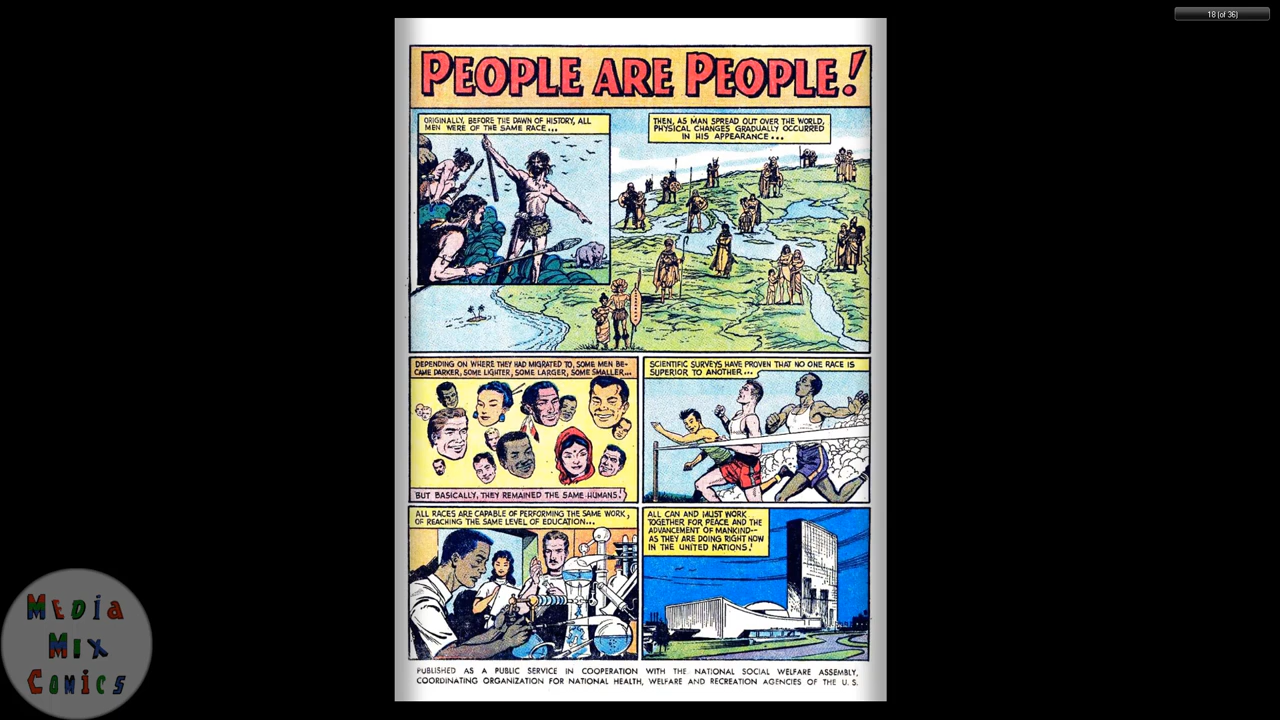 18 (of 36)
PEOPLE ARE PEOPLE!
ORIGINALLY, BEFORE THE DAWN OF HISTORY, ALL
MEN WERE OF THE SAME RACE...
THEN, AS MAN SPREAD OUT OVER THE WORLD,
PHYSICAL CHANGES GRADUALLY OCCURRED
IN HIS APPEARANCE...
DEPENDING ON WHERE THEY HAD MIGRATED TO, SOME MEN BE-
CAME DARKER, SOME LIGHTER, SOME LARGER, SOME SMALLER...
BUT BASICALLY, THEY REMAINED THE SAME HUMANS!
SCIENTIFIC SURVEYS HAVE PROVEN THAT NO ONE RACE IS
SUPERIOR TO ANOTHER...
ALL RACES ARE CAPABLE OF PERFORMING THE SAME WORK,
OF REACHING THE SAME LEVEL OF EDUCATION...
ALL CAN AND MUST WORK
TOGETHER FOR PEACE AND THE
ADVANCEMENT OF MANKIND--
AS THEY ARE DOING RIGHT NOW
IN THE UNITED NATIONS!
PUBLISHED AS A PUBLIC SERVICE IN COOPERATION WITH THE NATIONAL SOCIAL WELFARE ASSEMBLY,
COORDINATING ORGANIZATION FOR NATIONAL HEALTH, WELFARE AND RECREATION AGENCIES OF THE U. S.
MEDiA
MiX
COMiCS